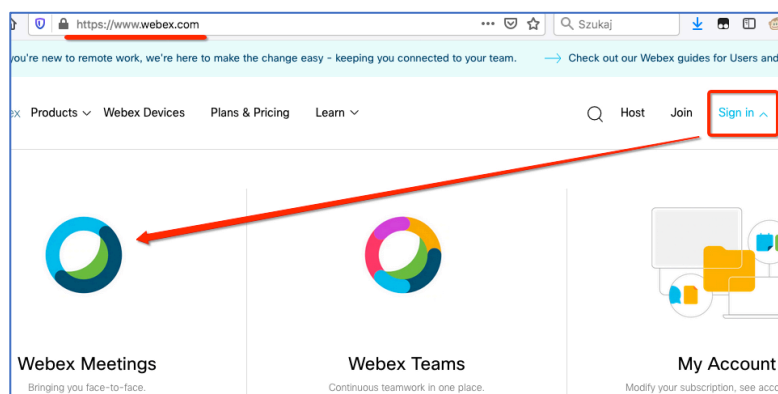 https://www.webex.com
Szukaj
you're new to remote work, we're here to make the change easy - keeping you connected to your team.
Check out our Webex guides for Users and
ex Products Webex Devices Plans & Pricing Learn Host Join Sign in
Webex Meetings
Bringing you face-to-face.
Webex Teams
Continuous teamwork in one place.
My Account
Modify your subscription, see acco